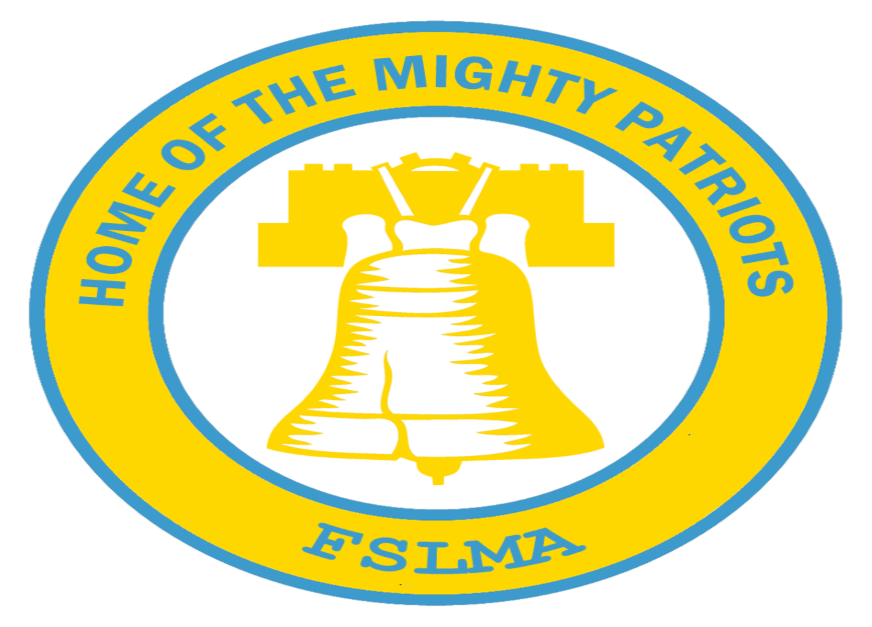 HOME OF THE MIGHTY PATRIOTS
FSLMA